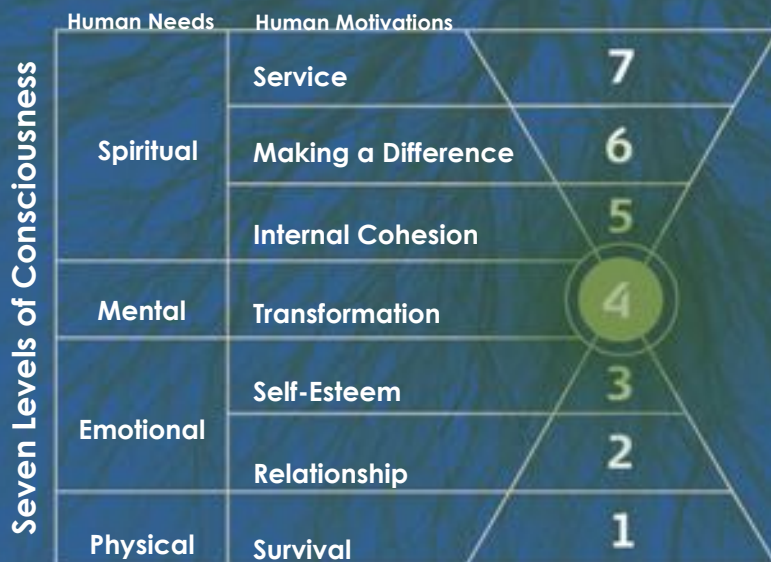 Seven Levels of Consciousness
Human Needs Human Motivations
Service 7
Spiritual Making a Difference 6
Internal Cohesion 5
Mental Transformation 4
Self-Esteem 3
Emotional
Relationship 2
Physical Survival 1